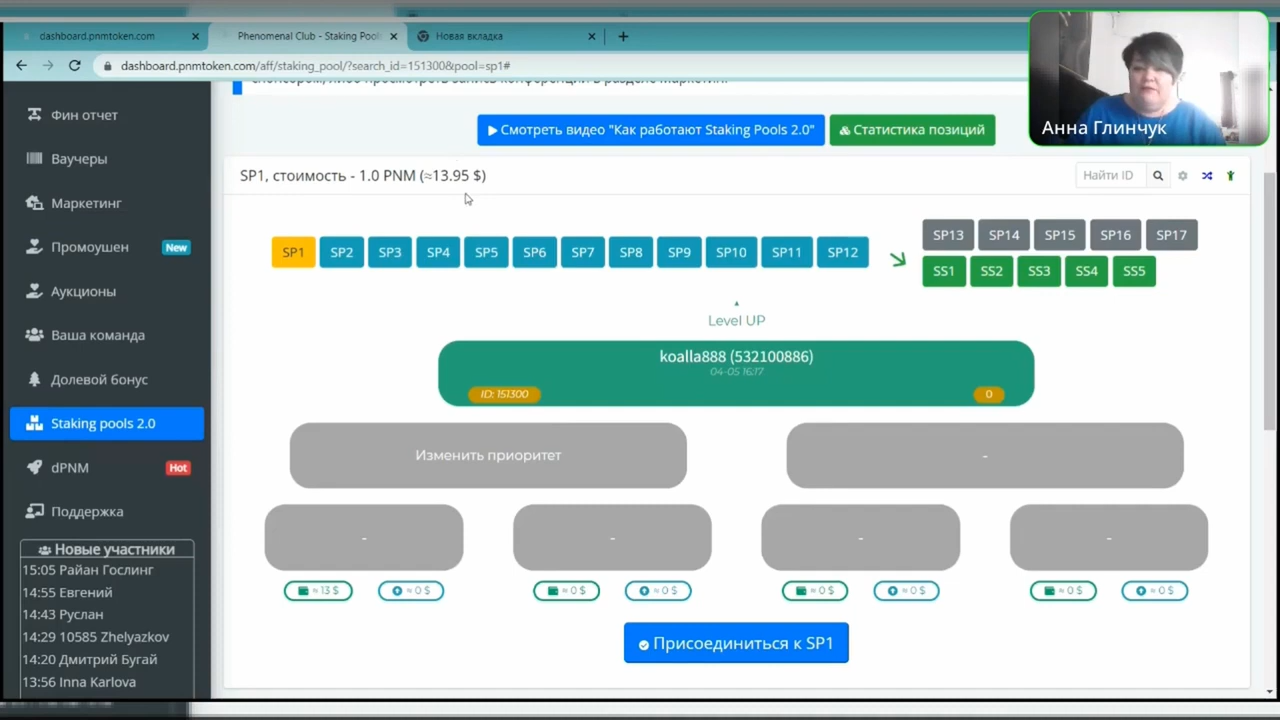 dashboard.pnmtoken.com
Phenomenal Club - Staking Pools
Новая вкладка
dashboard.pnmtoken.com/aff/staking_pool/?search_id=151300&pool=sp1#
Фин отчет
Ваучеры
Маркетинг
Промоушен New
Аукционы
Ваша команда
Долевой бонус
Staking pools 2.0
dPNM Hot
Поддержка
Новые участники
15:05 Райан Гослинг
14:55 Евгений
14:43 Руслан
14:29 10585 Zhelyazkov
14:20 Дмитрий Бугай
13:56 Inna Karlova
Смотреть видео "Как работают Staking Pools 2.0"
Статистика позиций
Анна Глинчук
SP1, стоимость - 1.0 PNM (≈13.95 $)
Найти ID
SP1 SP2 SP3 SP4 SP5 SP6 SP7 SP8 SP9 SP10 SP11 SP12
SP13 SP14 SP15 SP16 SP17
SS1 SS2 SS3 SS4 SS5
Level UP
koalla888 (532100886)
04-05 16:17
ID: 151300 0
Изменить приоритет -
- - - -
≈ 13 $ ≈ 0 $ ≈ 0 $ ≈ 0 $ ≈ 0 $ ≈ 0 $ ≈ 0 $ ≈ 0 $
Присоединиться к SP1